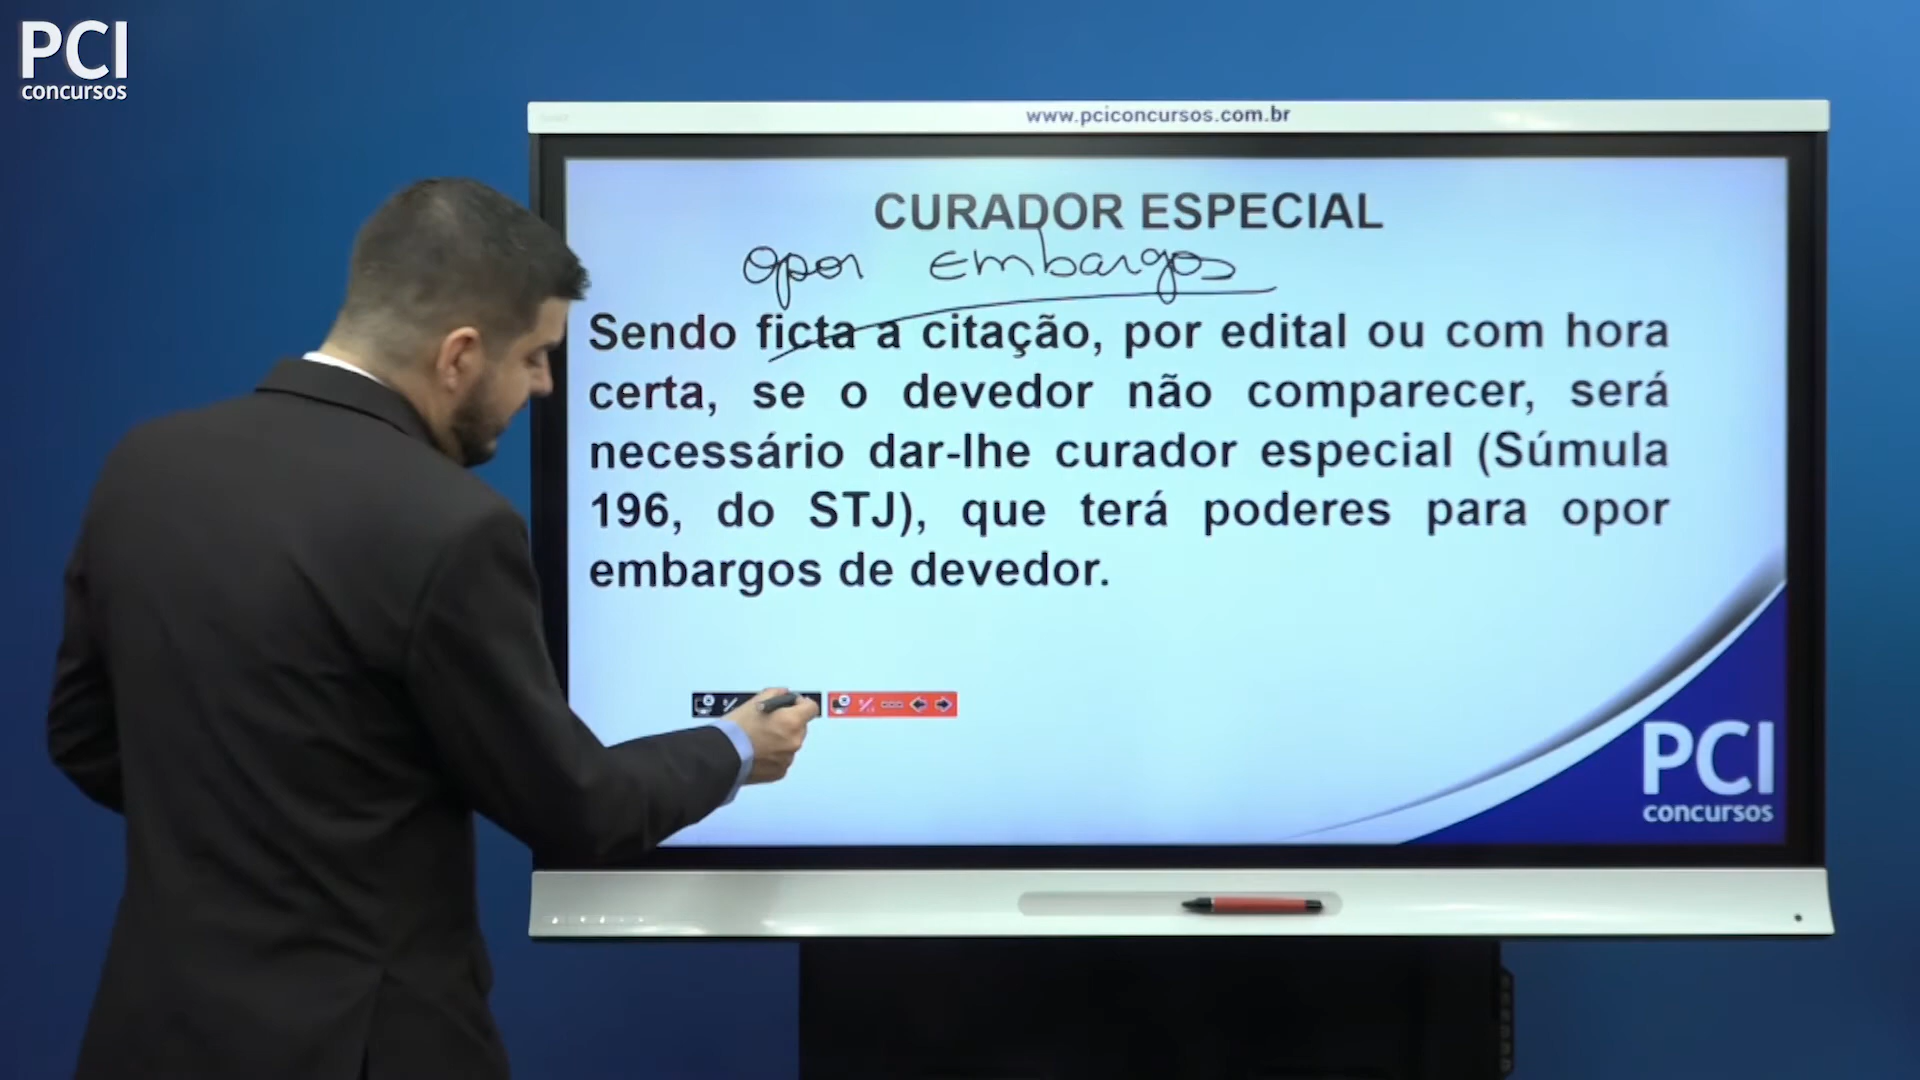 PCI
concursos
www.pciconcursos.com.br
CURADOR ESPECIAL
opor embargos
Sendo ficta a citação, por edital ou com hora
certa, se o devedor não comparecer, será
necessário dar-lhe curador especial (Súmula
196, do STJ), que terá poderes para opor
embargos de devedor.
PCI
concursos